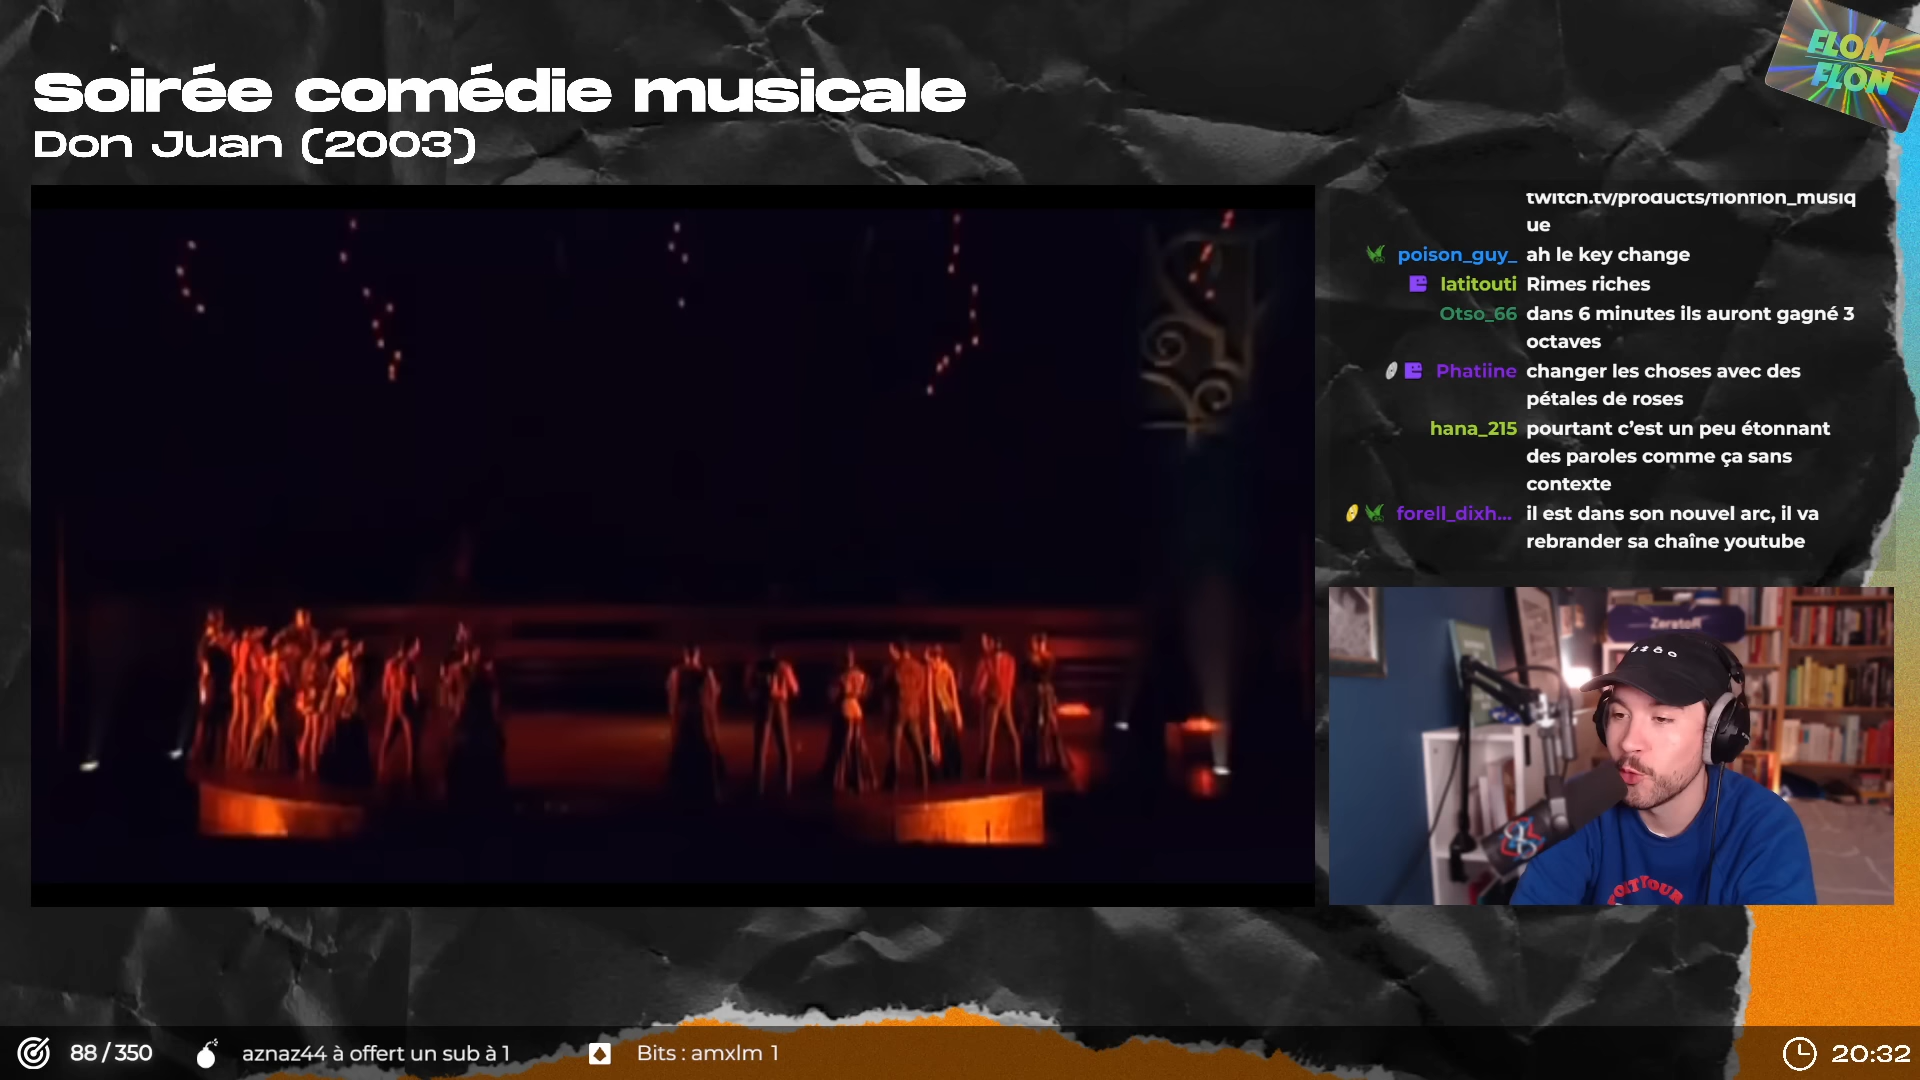 Soirée comédie musicale
Don Juan (2003)
FLON
FLON
twitch.tv/products/flonflon_musiq
ue
poison_guy_ ah le key change
latitouti Rimes riches
Otso_66 dans 6 minutes ils auront gagné 3
octaves
Phatiine changer les choses avec des
pétales de roses
hana_215 pourtant c’est un peu étonnant
des paroles comme ça sans
contexte
forell_dixh... il est dans son nouvel arc, il va
rebrander sa chaîne youtube
ZeratoR
88 / 350
aznaz44 à offert un sub à 1
Bits : amxlm 1
20:32